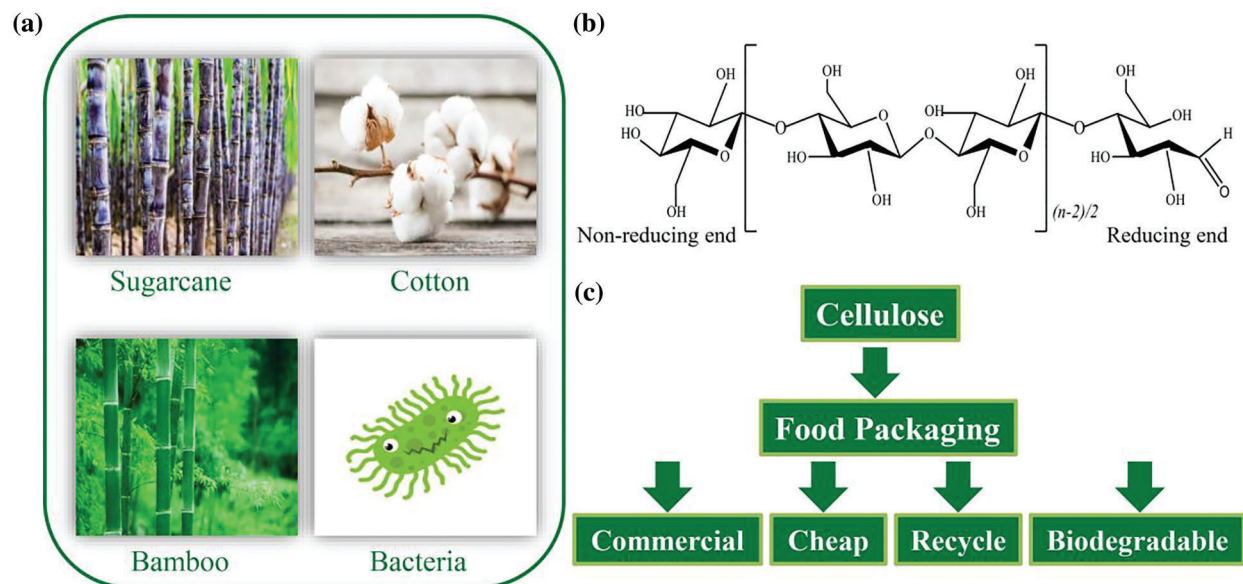 (a)
Sugarcane
Cotton
Bamboo
Bacteria
(b)
OH
HO
HO
O
OH
OH
O
OH
HO
O
OH
O
OH
HO
O
OH
O
OH
OH
HO
OH
H
O
(n-2)/2
Non-reducing end
Reducing end
(c)
Cellulose
Food Packaging
Commercial
Cheap
Recycle
Biodegradable